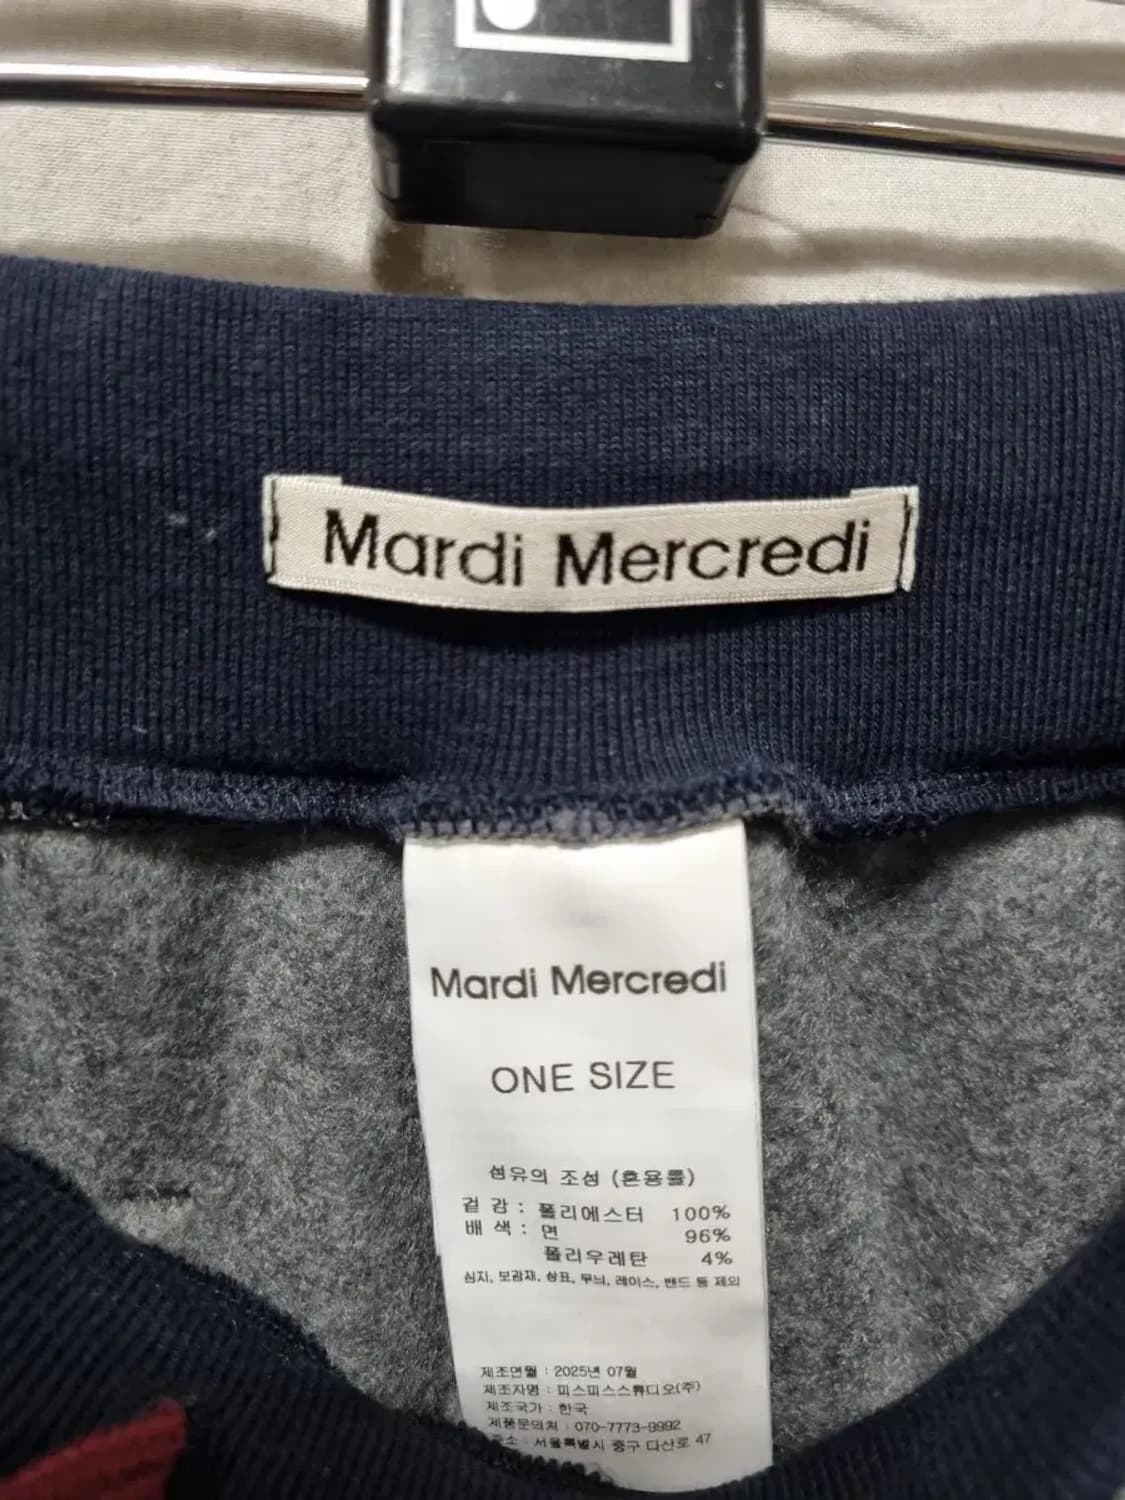 Mardi Mercredi
Mardi Mercredi
ONE SIZE
섬유의 조성 (혼용률)
겉 감 : 폴리에스터 100%
배 색 : 면 96%
폴리우레탄 4%
심지, 보강재, 상표, 무늬, 레이스, 밴드 등 제외
제조연월 : 2025년 07월
제조자명 : 피스피스스튜디오(주)
제조국가 : 한국
제품문의처 : 070-7773-9992
주소 : 서울특별시 중구 다산로 47